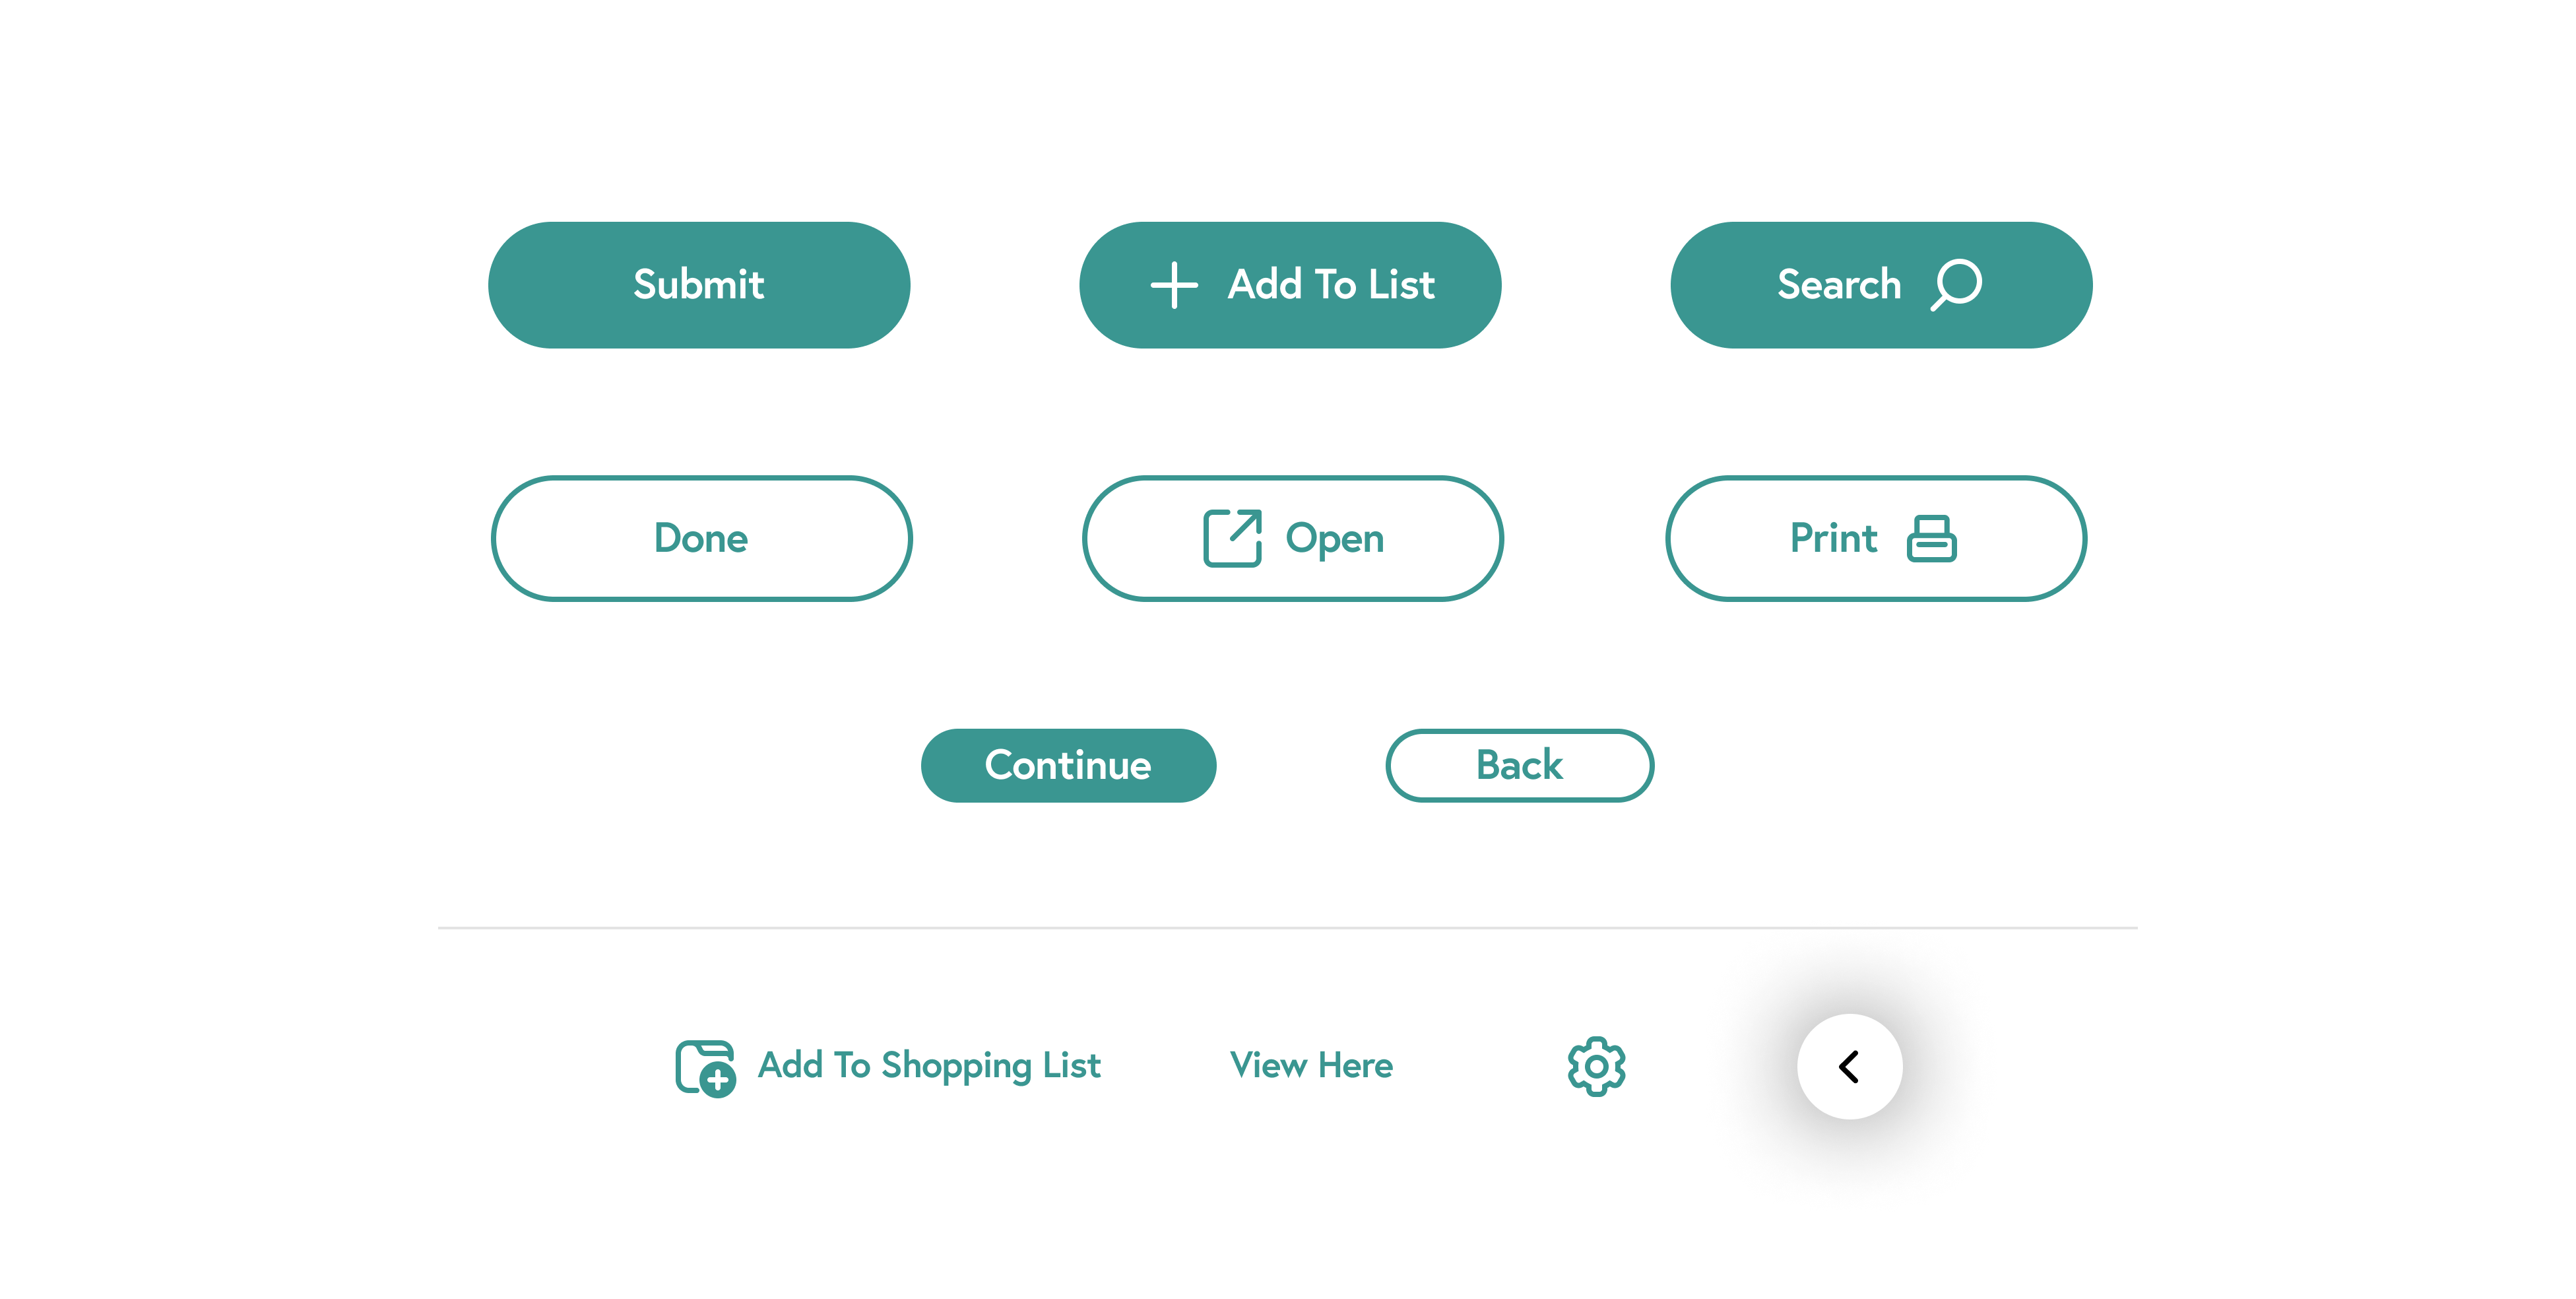 Submit
Add To List
Search
Done
Open
Print
Continue
Back
Add To Shopping List
View Here